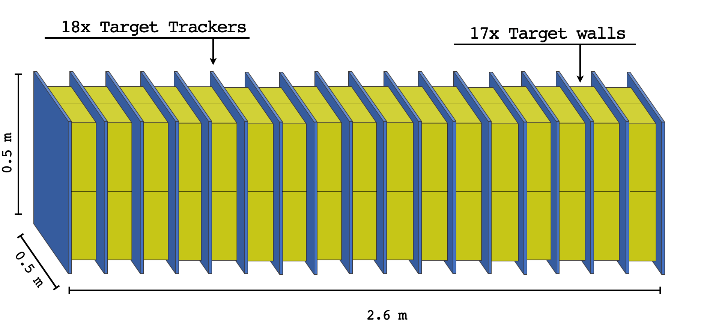 18x Target Trackers
17x Target walls
0.5 m
0.5 m
2.6 m